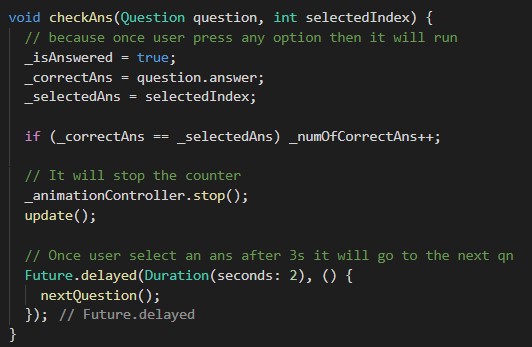 void checkAns(Question question, int selectedIndex) {
// because once user press any option then it will run
_isAnswered = true;
_correctAns = question.answer;
_selectedAns = selectedIndex;
if (_correctAns == _selectedAns) _numOfCorrectAns++;
// It will stop the counter
_animationController.stop();
update();
// Once user select an ans after 3s it will go to the next qn
Future.delayed(Duration(seconds: 2), () {
nextQuestion();
}); // Future.delayed
}